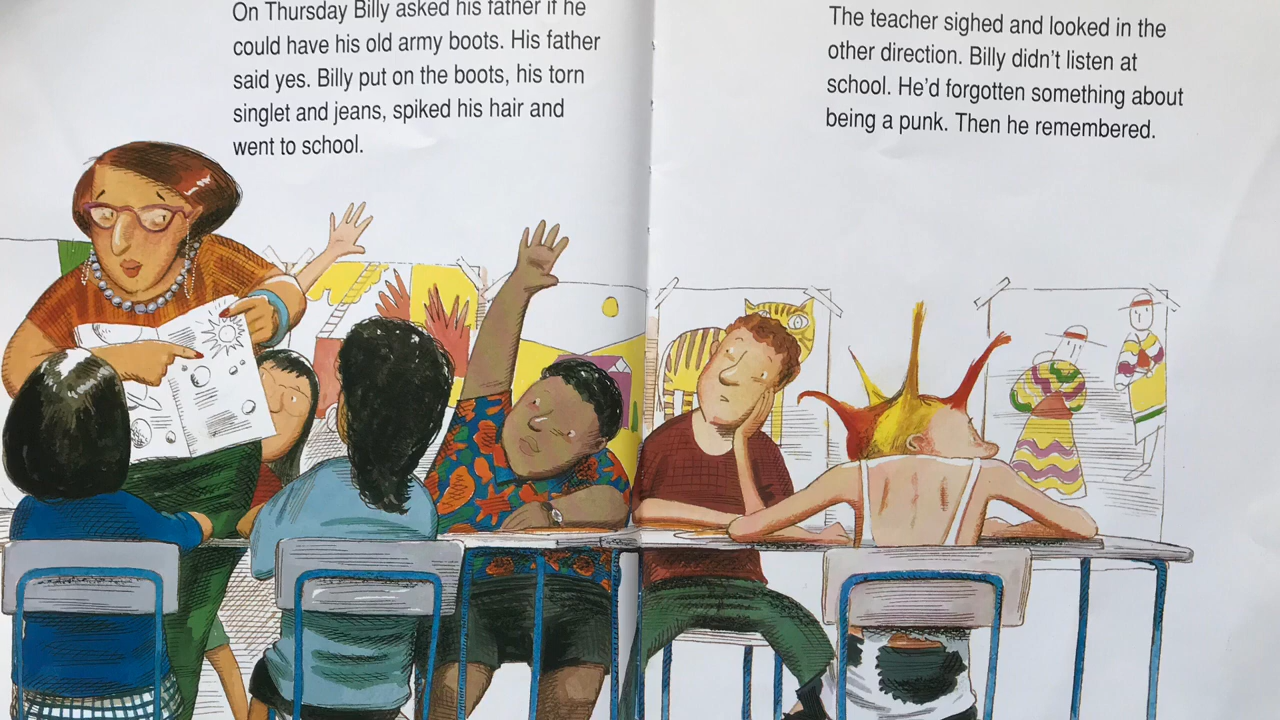 On Thursday Billy asked his father if he
could have his old army boots. His father
said yes. Billy put on the boots, his torn
singlet and jeans, spiked his hair and
went to school.
The teacher sighed and looked in the
other direction. Billy didn't listen at
school. He'd forgotten something about
being a punk. Then he remembered.